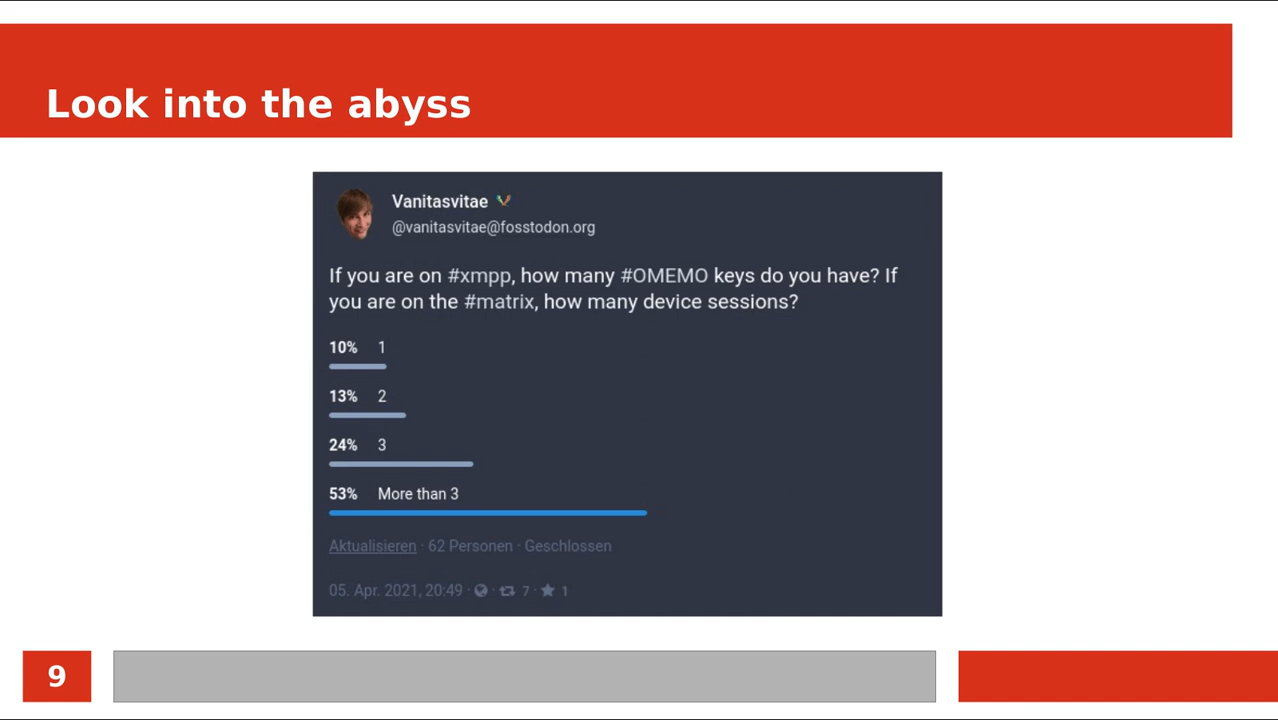 Look into the abyss
Vanitasvitae
@vanitasvitae@fosstodon.org
If you are on #xmpp, how many #OMEMO keys do you have? If
you are on the #matrix, how many device sessions?
10% 1
13% 2
24% 3
53% More than 3
Aktualisieren · 62 Personen · Geschlossen
05. Apr. 2021, 20:49 · · 7 · 1
9